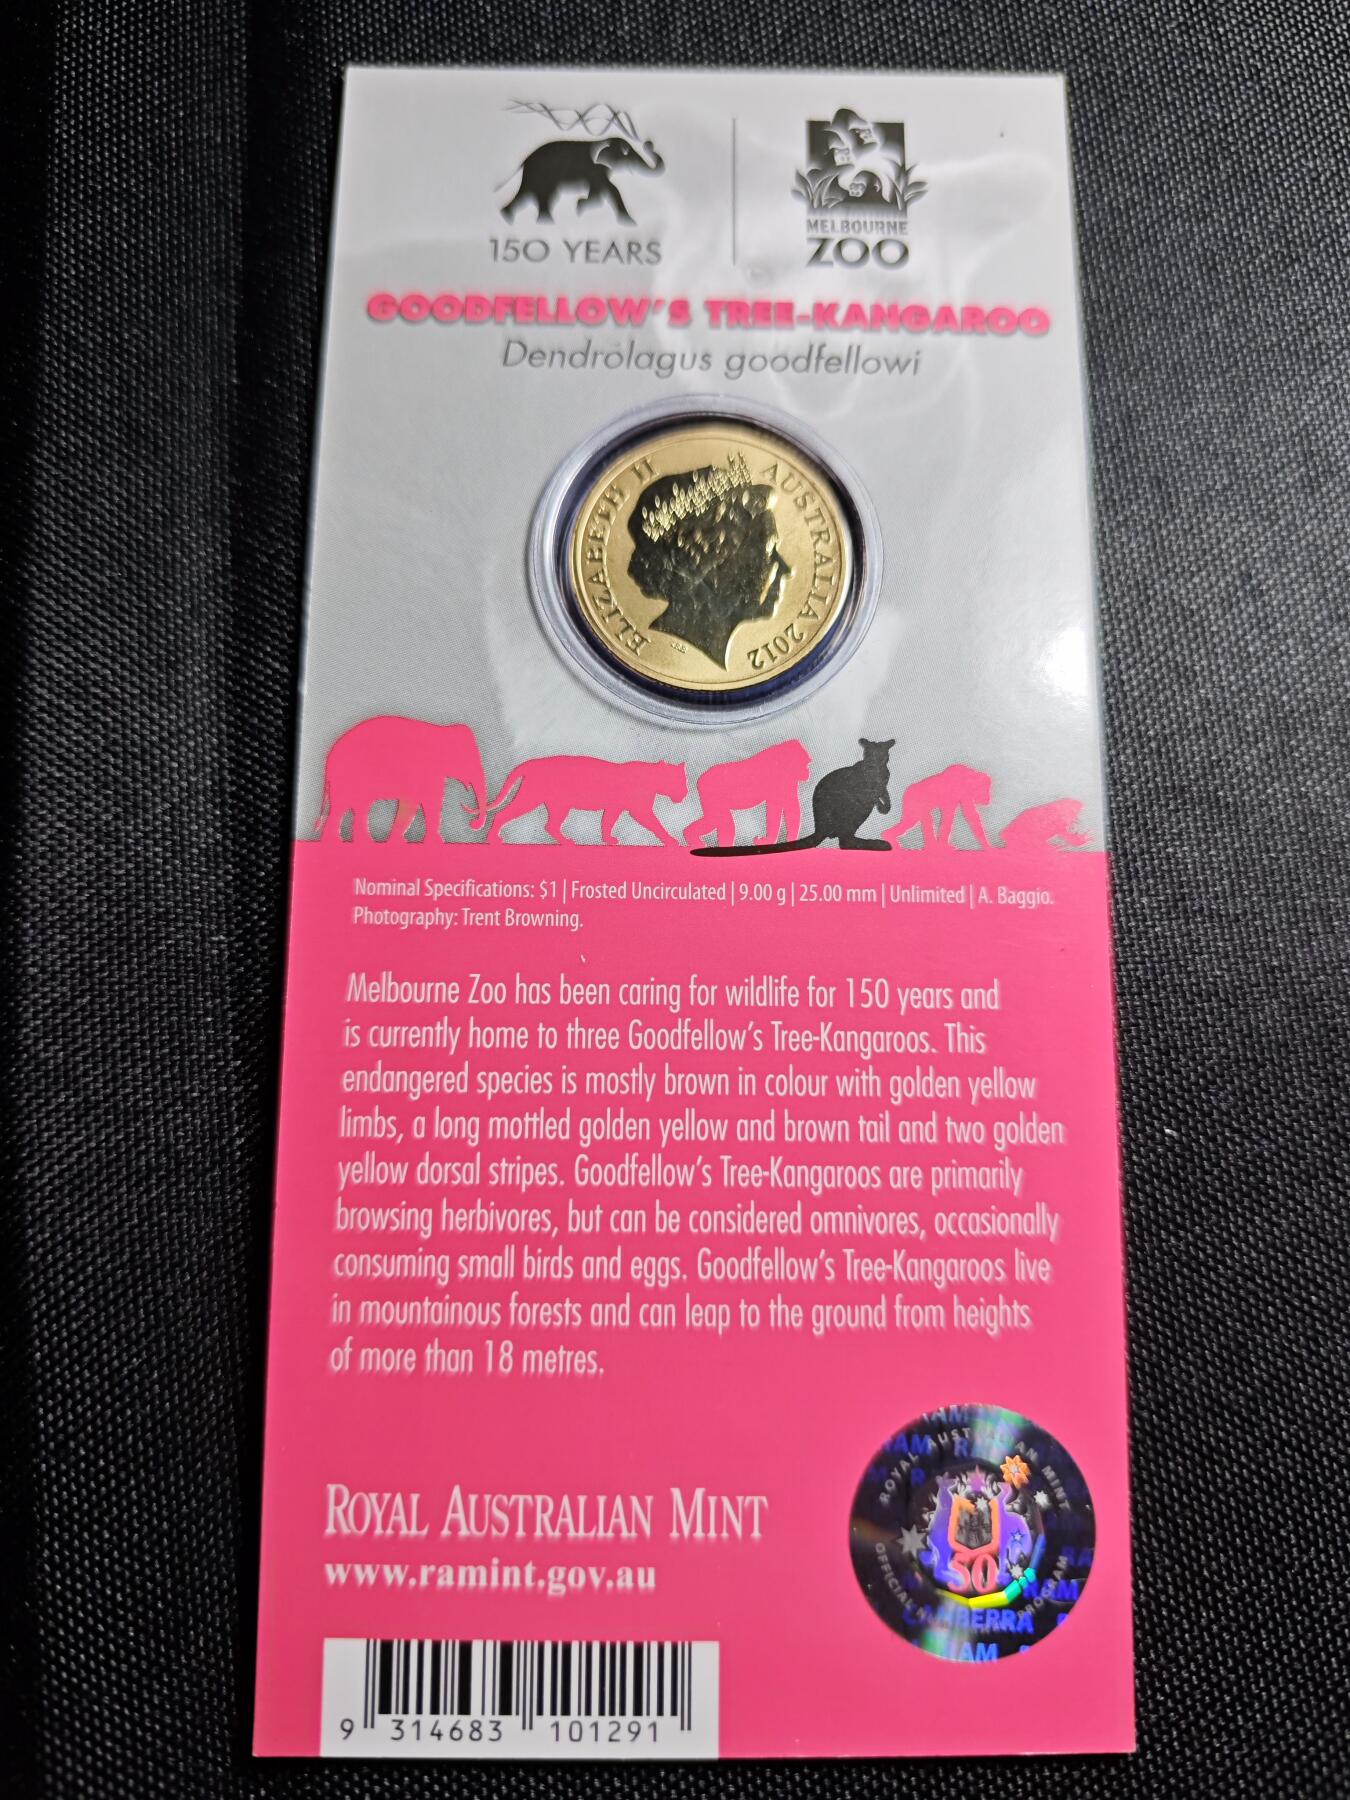 150 YEARS
MELBOURNE
ZOO
GOODFELLOW'S TREE-KANGAROO
Dendrolagus goodfellowi
ELIZABETH II AUSTRALIA 2012
IRB
Nominal Specifications: $1 | Frosted Uncirculated | 9.00 g | 25.00 mm | Unlimited | A. Baggio.
Photography: Trent Browning.
Melbourne Zoo has been caring for wildlife for 150 years and
is currently home to three Goodfellow's Tree-Kangaroos. This
endangered species is mostly brown in colour with golden yellow
limbs, a long mottled golden yellow and brown tail and two golden
yellow dorsal stripes. Goodfellow's Tree-Kangaroos are primarily
browsing herbivores, but can be considered omnivores, occasionally
consuming small birds and eggs. Goodfellow's Tree-Kangaroos live
in mountainous forests and can leap to the ground from heights
of more than 18 metres.
ROYAL AUSTRALIAN MINT
www.ramint.gov.au
ROYAL AUSTRALIAN MINT
OFFICIAL PROGRAM
50
CANBERRA
RAM
9 314683 101291